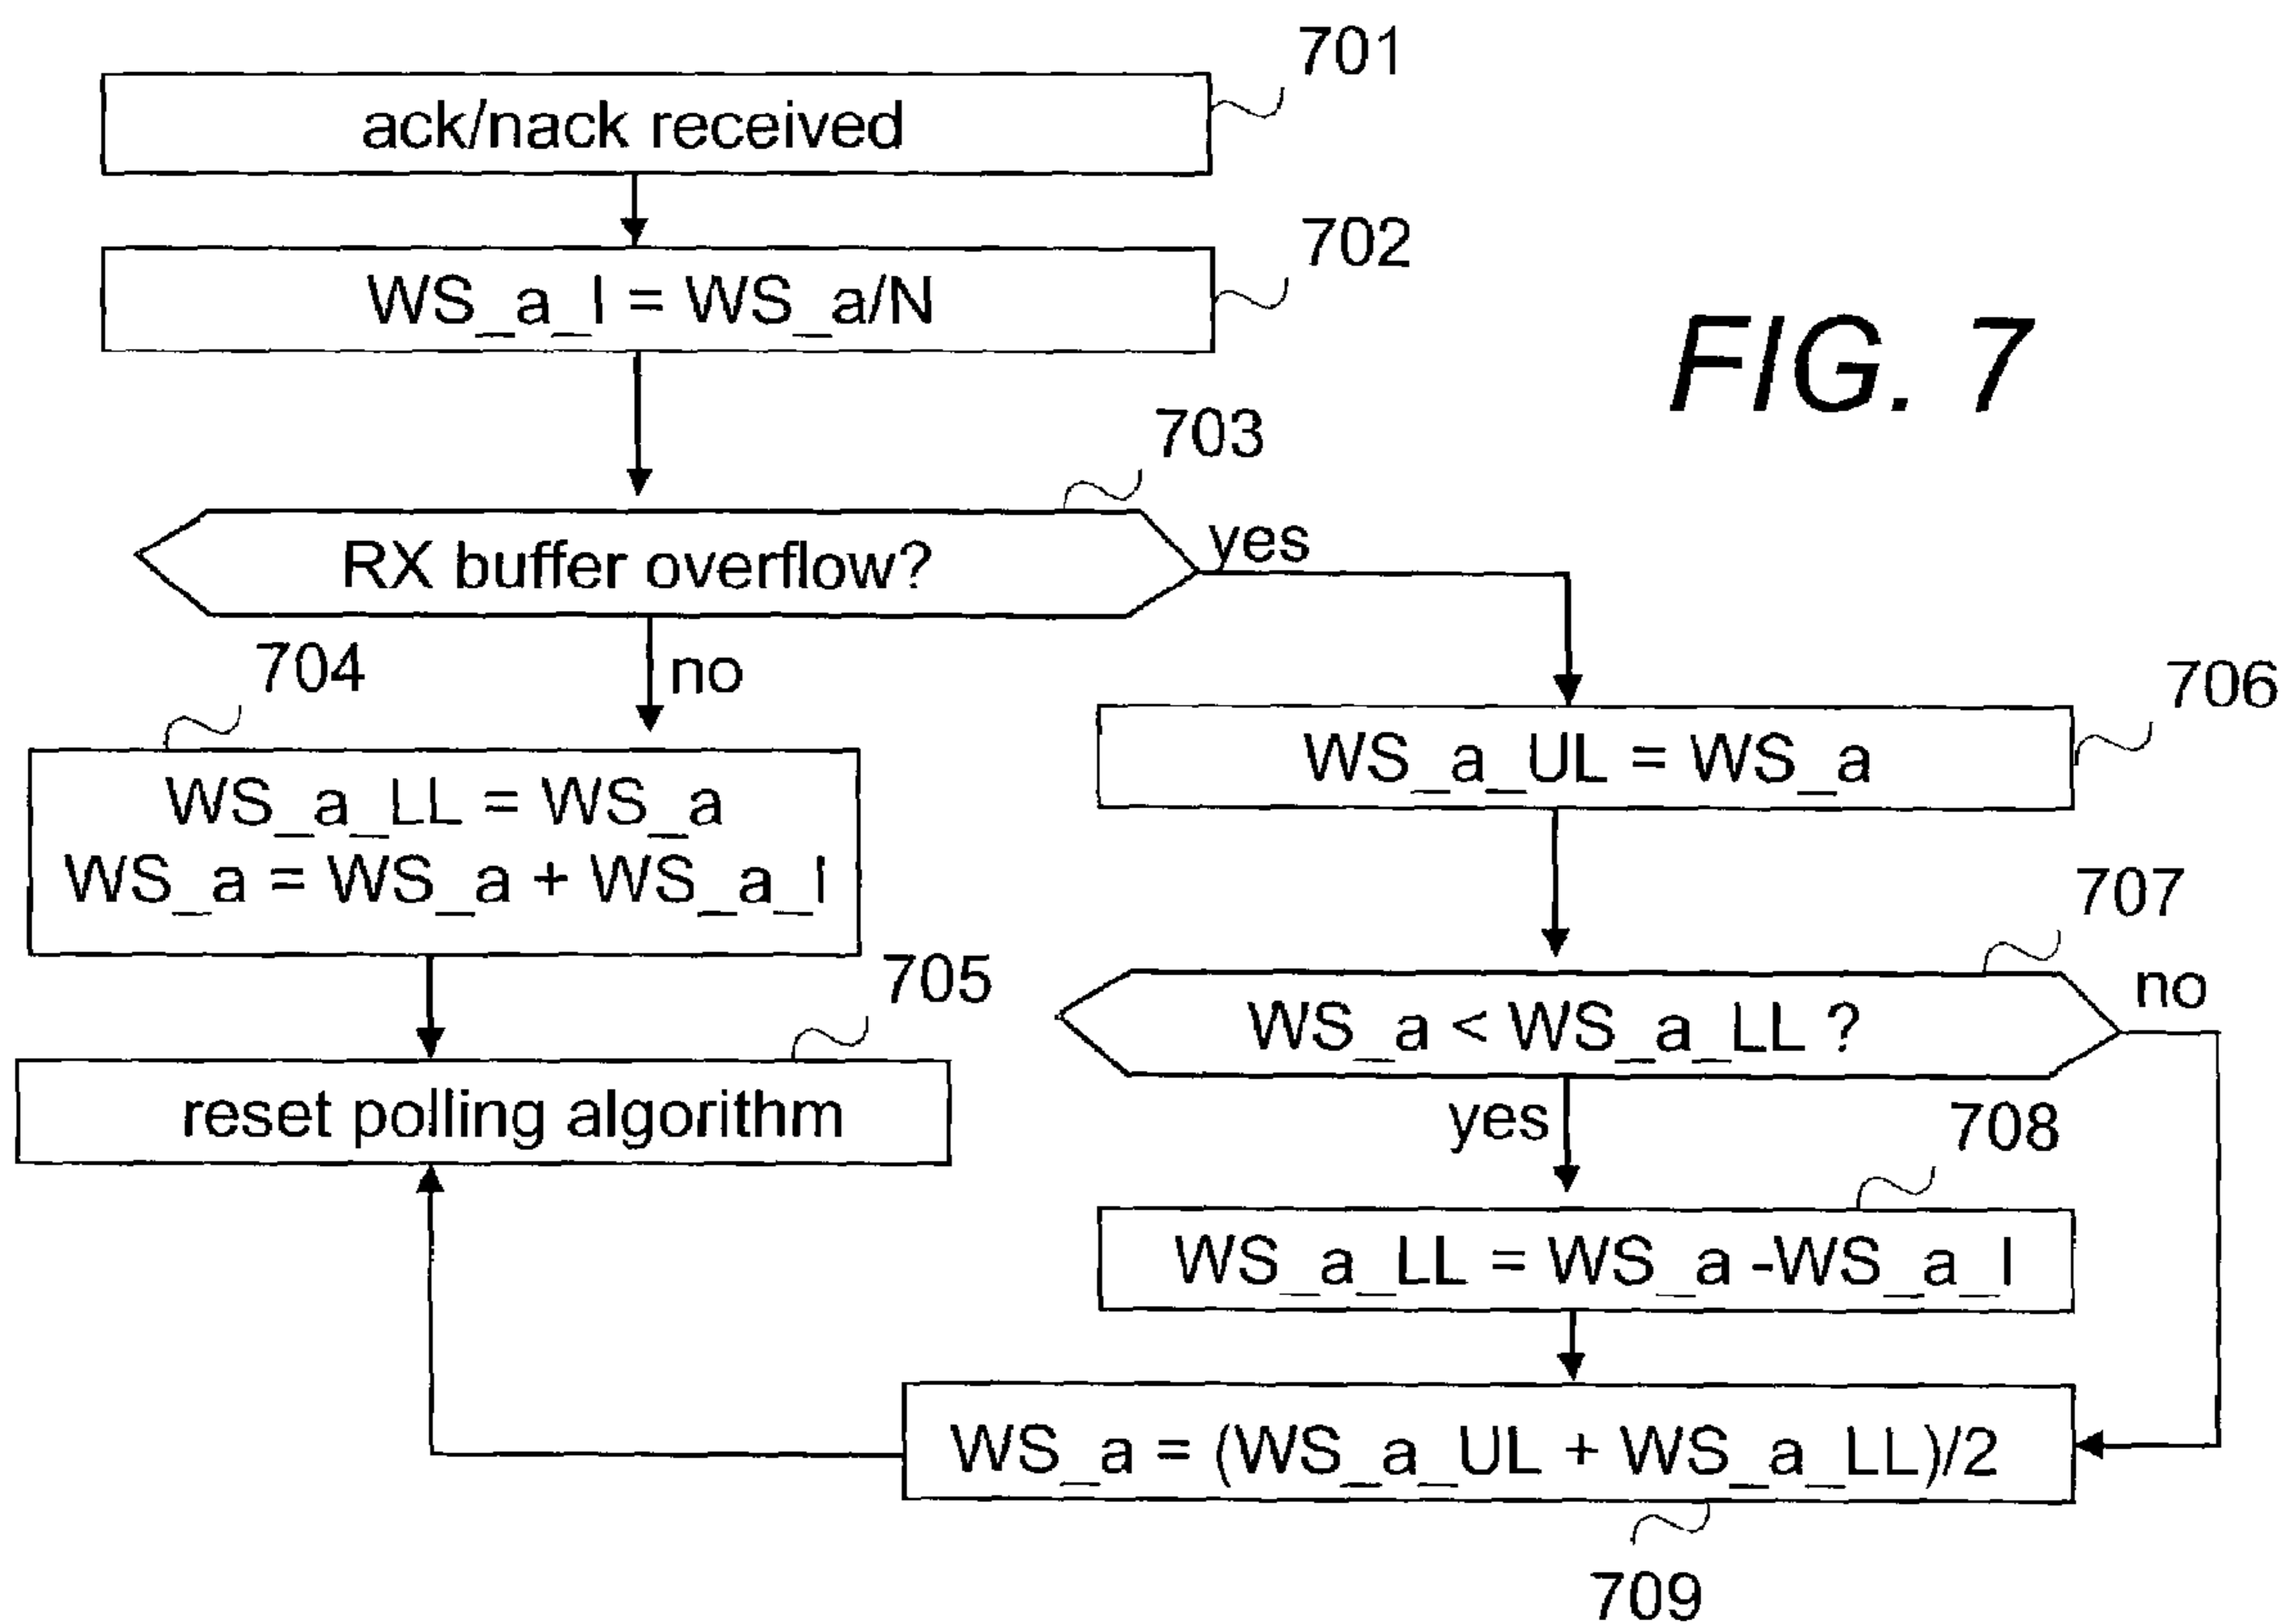 701
ack/nack received
702
WS_a_I = WS_a/N
FIG. 7
703
RX buffer overflow?
yes
no
704
WS_a_LL = WS_a
WS_a = WS_a + WS_a_I
705
reset polling algorithm
706
WS_a_UL = WS_a
707
WS_a < WS_a_LL ?
no
yes
708
WS_a_LL = WS_a -WS_a_I
WS_a = (WS_a_UL + WS_a_LL)/2
709